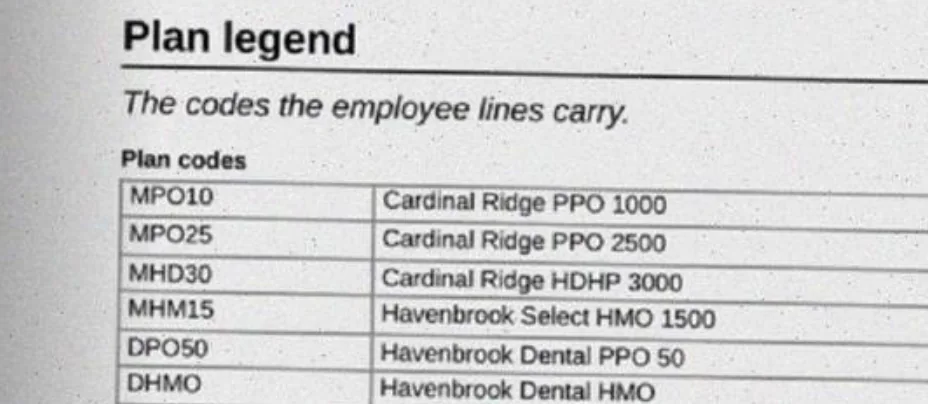 Plan legend
The codes the employee lines carry.
Plan codes
MPO10 Cardinal Ridge PPO 1000
MPO25 Cardinal Ridge PPO 2500
MHD30 Cardinal Ridge HDHP 3000
MHM15 Havenbrook Select HMO 1500
DPO50 Havenbrook Dental PPO 50
DHMO Havenbrook Dental HMO